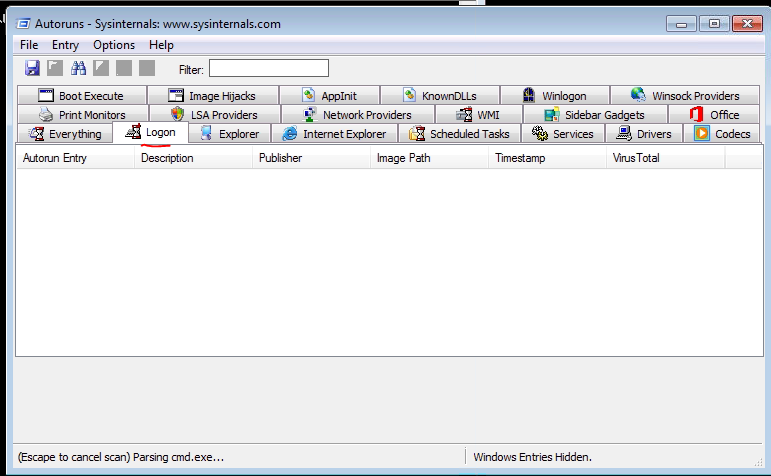 Autoruns - Sysinternals: www.sysinternals.com
File Entry Options Help
Filter:
Boot Execute Image Hijacks AppInit KnownDLLs Winlogon Winsock Providers
Print Monitors LSA Providers Network Providers WMI Sidebar Gadgets Office
Everything Logon Explorer Internet Explorer Scheduled Tasks Services Drivers Codecs
Autorun Entry Description Publisher Image Path Timestamp VirusTotal
(Escape to cancel scan) Parsing cmd.exe... Windows Entries Hidden.